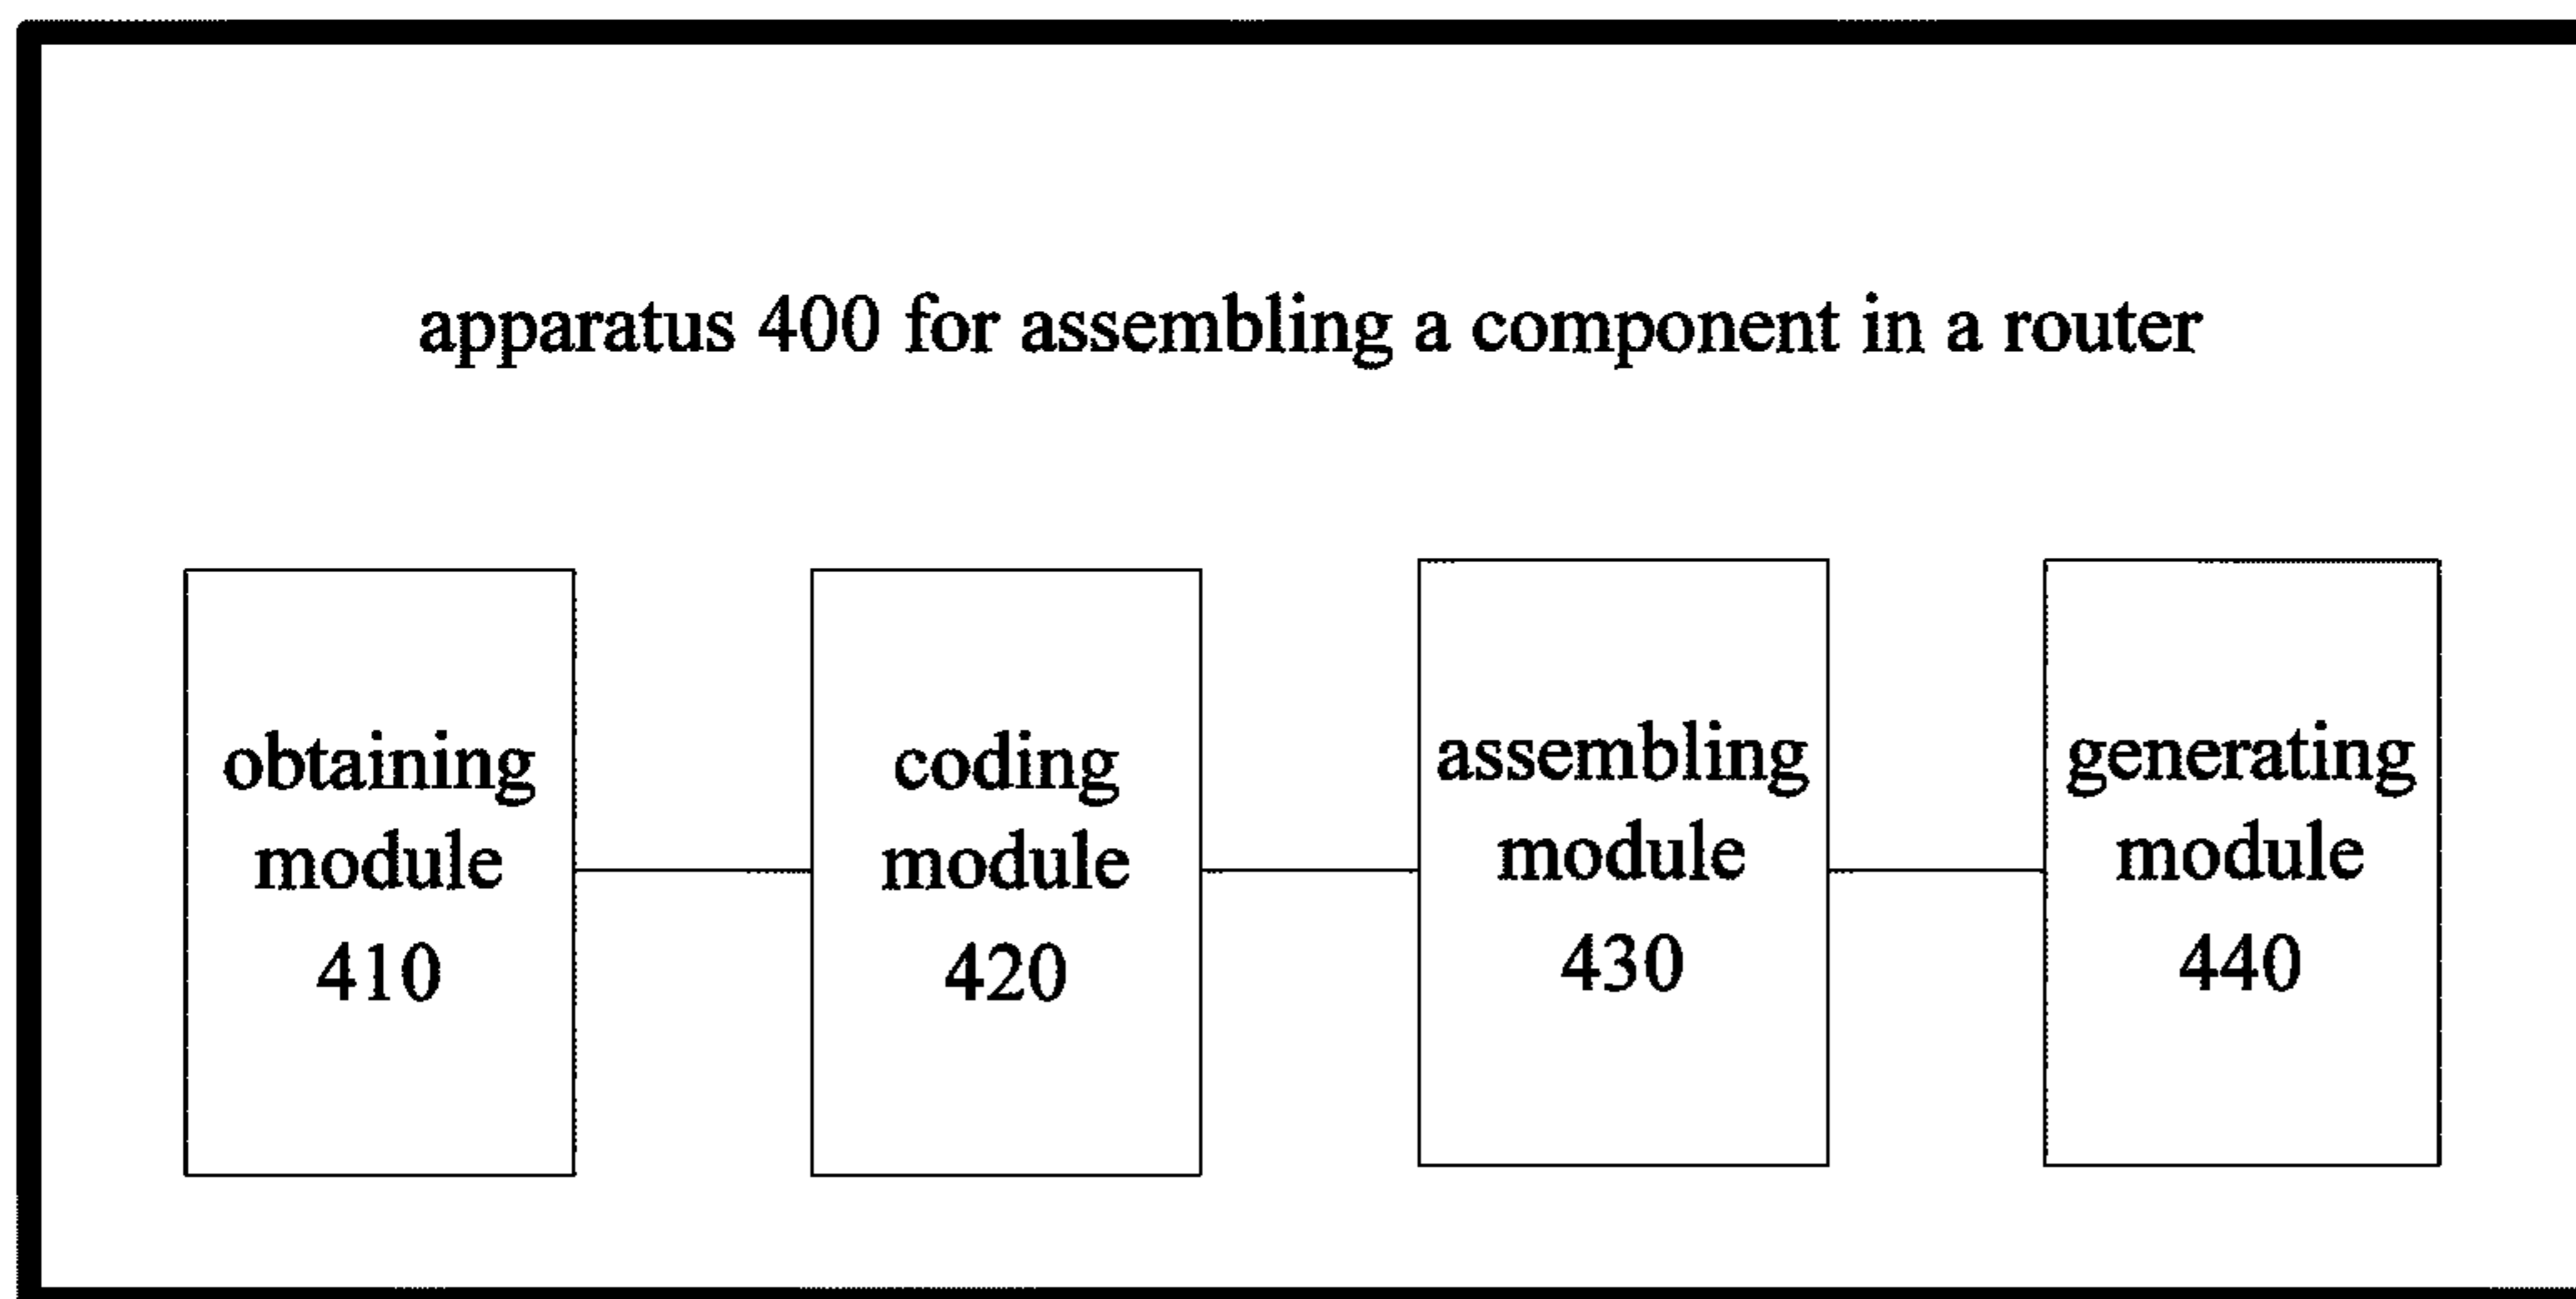 apparatus 400 for assembling a component in a router
obtaining
module
410
coding
module
420
assembling
module
430
generating
module
440